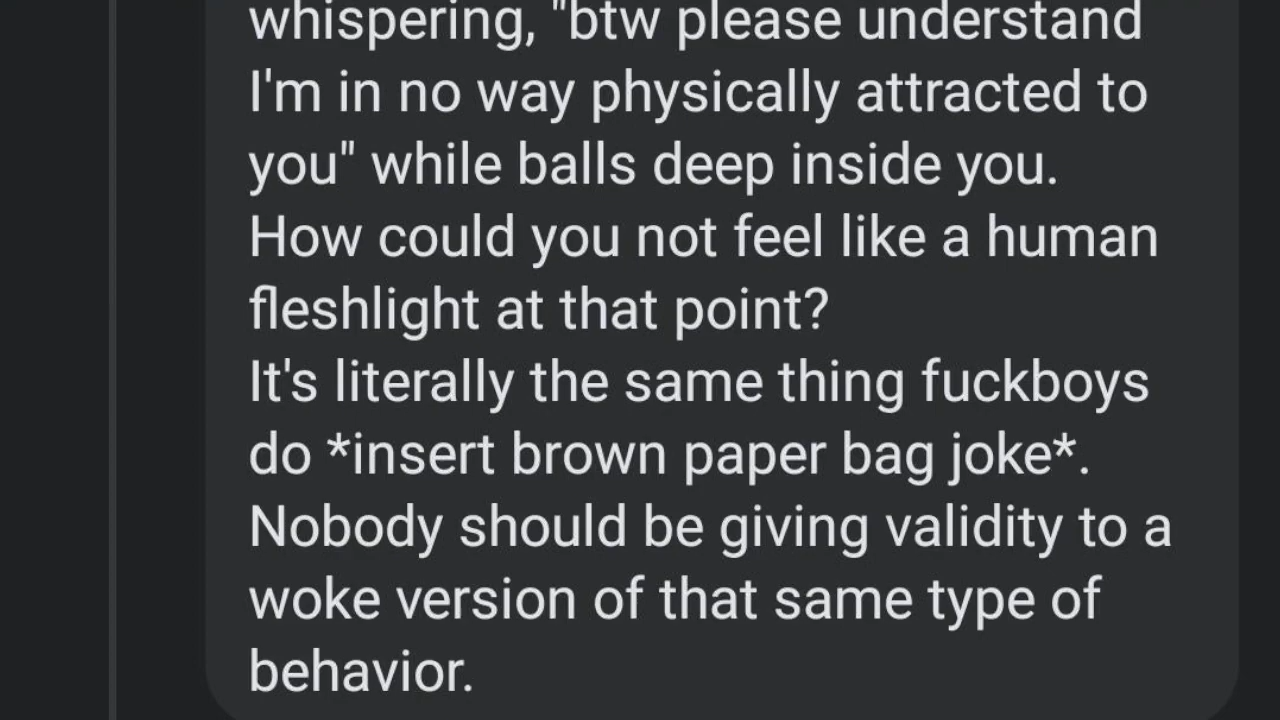 whispering, "btw please understand
I'm in no way physically attracted to
you" while balls deep inside you.
How could you not feel like a human
fleshlight at that point?
It's literally the same thing fuckboys
do *insert brown paper bag joke*.
Nobody should be giving validity to a
woke version of that same type of
behavior.